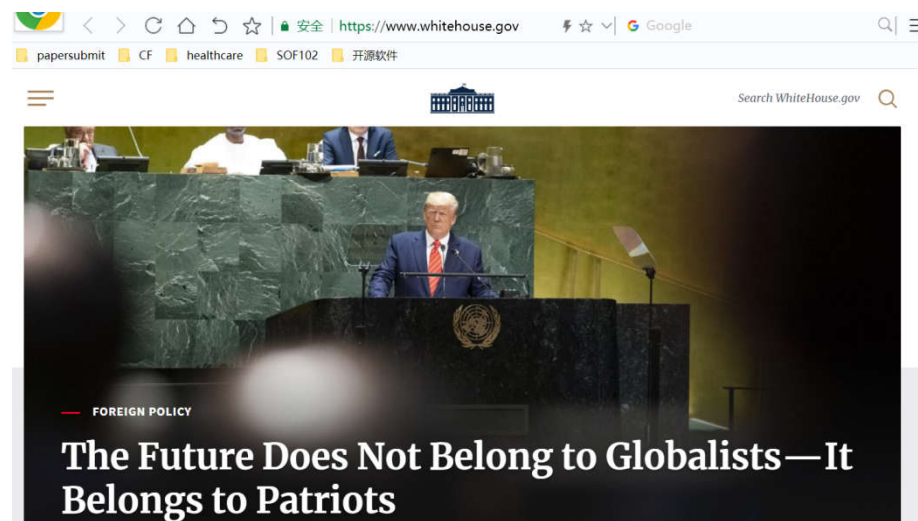 安全 https://www.whitehouse.gov Google
papersubmit CF healthcare SOF102 开源软件
Search WhiteHouse.gov
FOREIGN POLICY
The Future Does Not Belong to Globalists—It
Belongs to Patriots